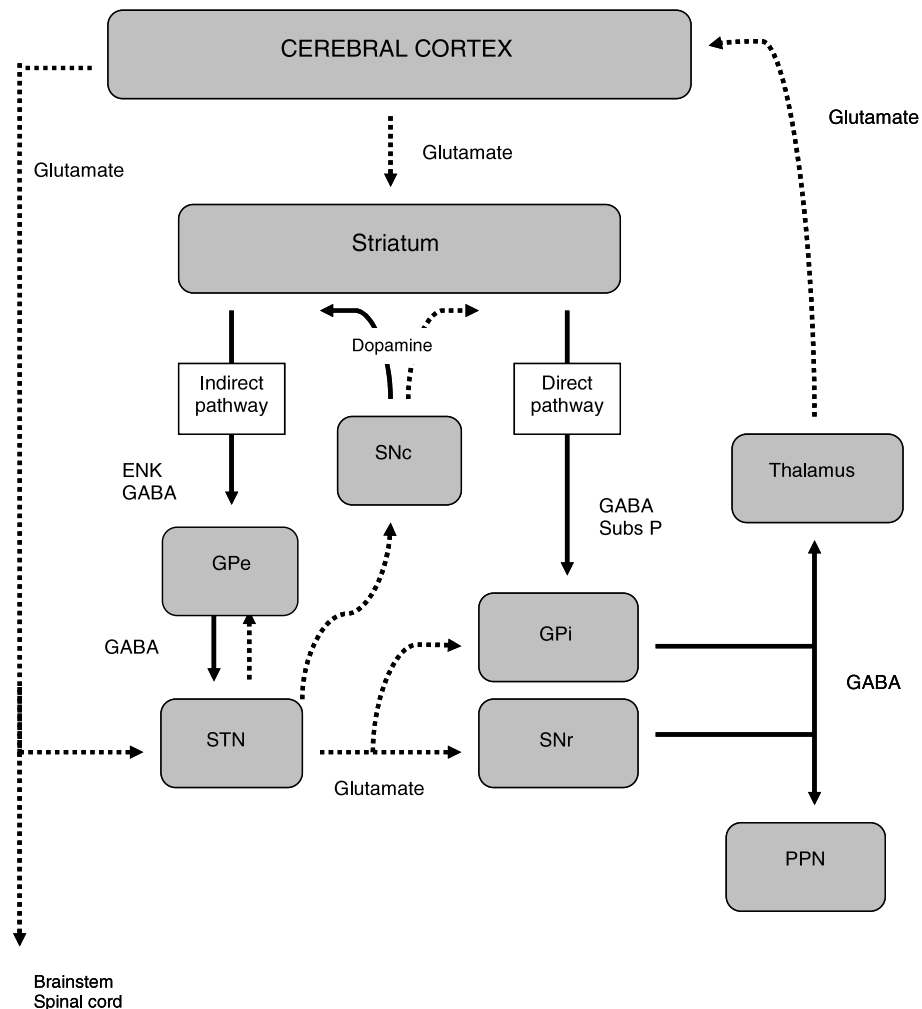 CEREBRAL CORTEX
Glutamate
Glutamate
Glutamate
Striatum
Dopamine
Indirect
pathway
Direct
pathway
SNc
Thalamus
ENK
GABA
GABA
Subs P
GPe
GPi
GABA
GABA
STN
SNr
Glutamate
PPN
Brainstem
Spinal cord